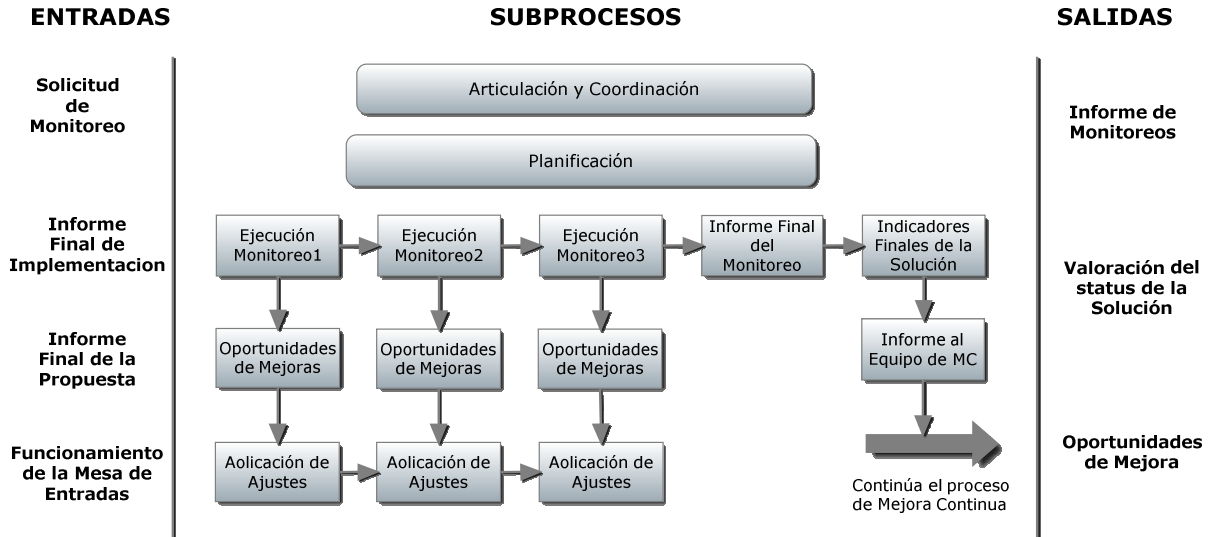 ENTRADAS
SUBPROCESOS
SALIDAS
Solicitud
de
Monitoreo
Informe
Final de
Implementacion
Informe
Final de la
Propuesta
Funcionamiento
de la Mesa de
Entradas
Articulación y Coordinación
Planificación
Ejecución
Monitoreo1
Ejecución
Monitoreo2
Ejecución
Monitoreo3
Informe Final
del
Monitoreo
Indicadores
Finales de la
Solución
Oportunidades
de Mejoras
Oportunidades
de Mejoras
Oportunidades
de Mejoras
Informe al
Equipo de MC
Aolicación de
Ajustes
Aolicación de
Ajustes
Aolicación de
Ajustes
Continúa el proceso
de Mejora Continua
Informe de
Monitoreos
Valoración del
status de la
Solución
Oportunidades
de Mejora